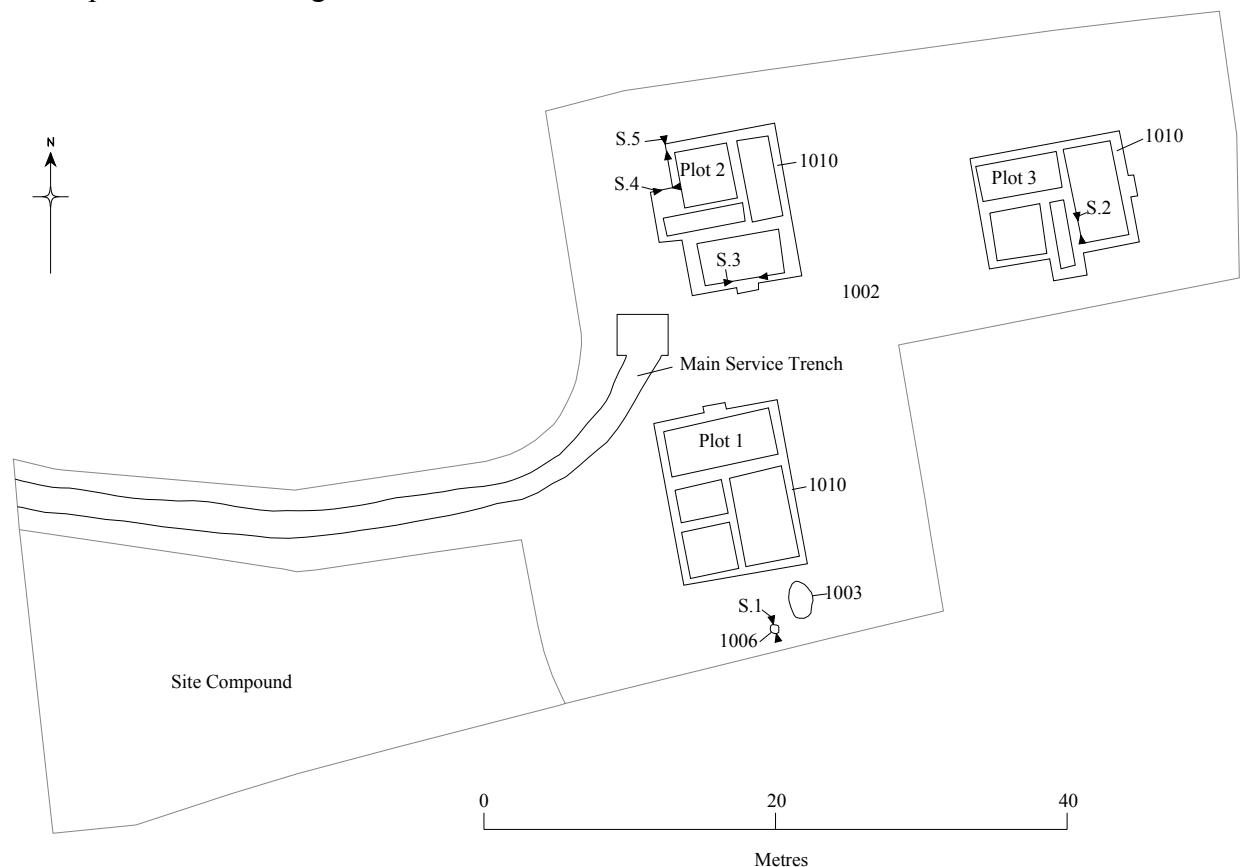 N
S.5
Plot 2
1010
S.4
S.3
1010
Plot 3
S.2
1002
Main Service Trench
Plot 1
1010
1003
S.1
1006
Site Compound
0 20 40
Metres